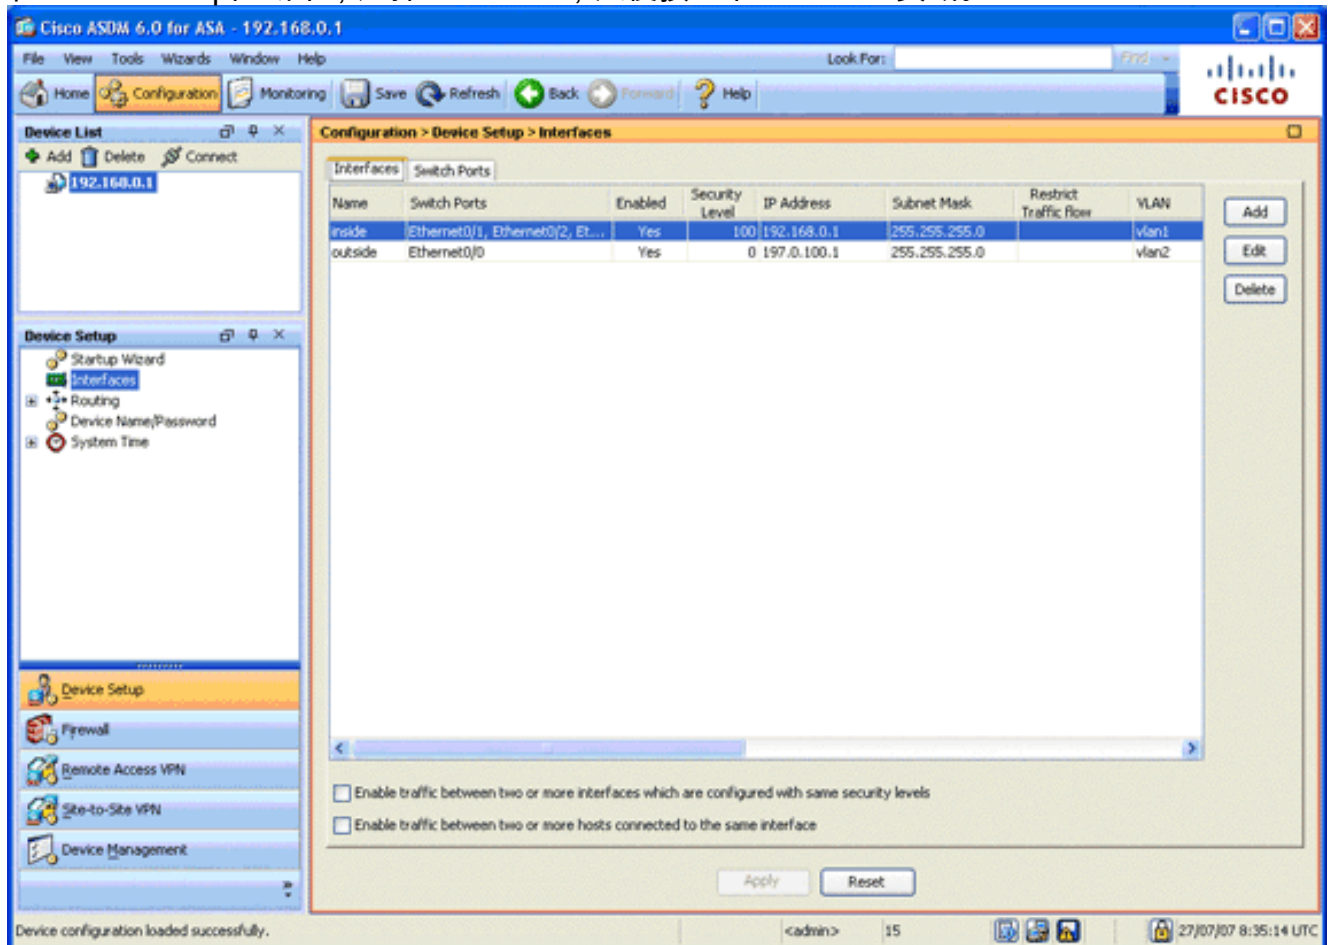 Cisco ASDM 6.0 for ASA - 192.168.0.1
File View Tools Wizards Window Help Look For: Find
Home Configuration Monitoring Save Refresh Back Forward Help
CISCO
Device List
Add Delete Connect
192.168.0.1
Device Setup
Startup Wizard
Interfaces
Routing
Device Name/Password
System Time
Device Setup
Firewall
Remote Access VPN
Site-to-Site VPN
Device Management
Configuration > Device Setup > Interfaces
Interfaces Switch Ports
Name Switch Ports Enabled Security Level IP Address Subnet Mask Restrict Traffic flow VLAN
inside Ethernet0/1, Ethernet0/2, Et... Yes 100 192.168.0.1 255.255.255.0 vlan1
outside Ethernet0/0 Yes 0 197.0.100.1 255.255.255.0 vlan2
Add
Edit
Delete
Enable traffic between two or more interfaces which are configured with same security levels
Enable traffic between two or more hosts connected to the same interface
Apply Reset
Device configuration loaded successfully. <admin> 15 27/07/07 8:35:14 UTC